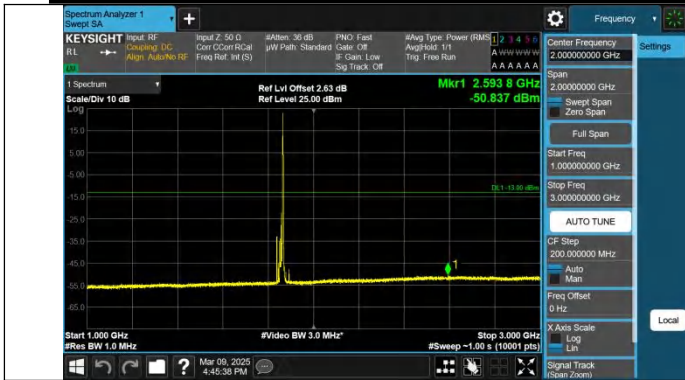 Spectrum Analyzer 1
Swept SA
+
Frequency
KEYSIGHT
RL
Input: RF
Coupling: DC
Align: Auto/No RF
Input Z: 50 Ω
Corr CCorr RCal
Freq Ref: Int (S)
#Atten: 36 dB
µW Path: Standard
PNO: Fast
Gate: Off
IF Gain: Low
Sig Track: Off
#Avg Type: Power (RMS
Avg|Hold: 1/1
Trig: Free Run
1 2 3 4 5 6
A W W W W W
A A A A A A
1 Spectrum
Scale/Div 10 dB
Log
Ref Lvl Offset 2.63 dB
Ref Level 25.00 dBm
Mkr1 2.593 8 GHz
-50.837 dBm
15.0
5.00
-5.00
-15.0
-25.0
-35.0
-45.0
-55.0
-65.0
DL1 -13.00 dBm
1
Start 1.000 GHz
#Res BW 1.0 MHz
#Video BW 3.0 MHz*
Stop 3.000 GHz
#Sweep ~1.00 s (10001 pts)
Mar 09, 2025
4:45:38 PM
?
Center Frequency
2.000000000 GHz
Span
2.00000000 GHz
Swept Span
Zero Span
Full Span
Start Freq
1.000000000 GHz
Stop Freq
3.000000000 GHz
AUTO TUNE
CF Step
200.000000 MHz
Auto
Man
Freq Offset
0 Hz
X Axis Scale
Log
Lin
Signal Track
(Span Zoom)
Settings
Local